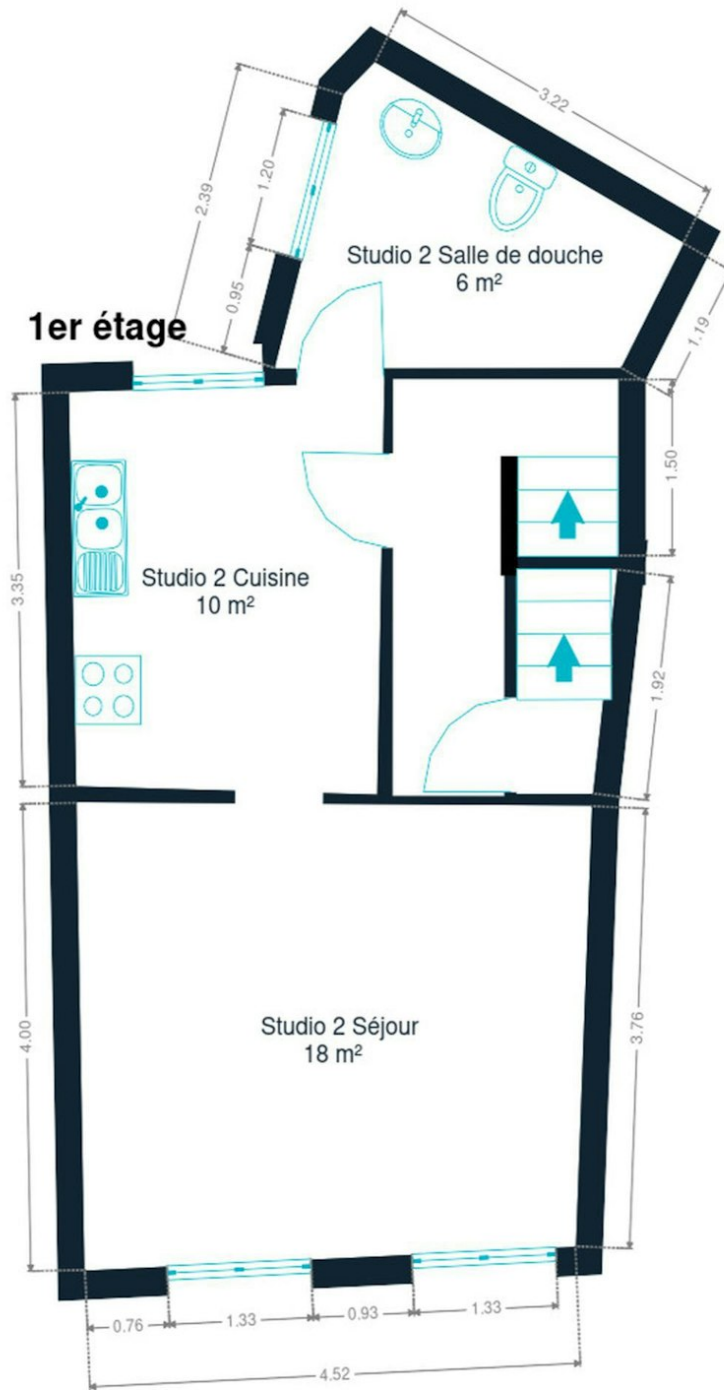 3.22
2.39
1.20
0.95
Studio 2 Salle de douche
6 m²
1.19
1er étage
1.50
3.35
Studio 2 Cuisine
10 m²
1.92
4.00
Studio 2 Séjour
18 m²
3.76
0.76
1.33
0.93
1.33
4.52